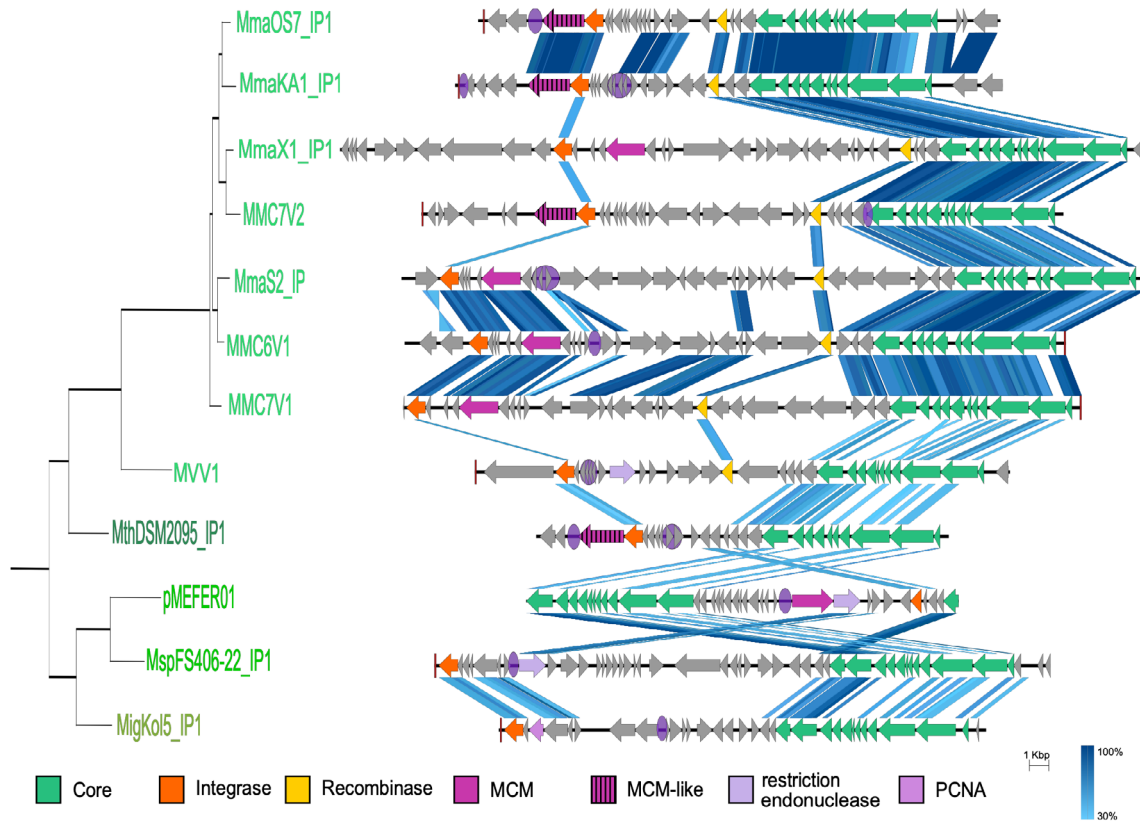 MmaOS7_IP1
MmaKA1_IP1
MmaX1_IP1
MMC7V2
MmaS2_IP
MMC6V1
MMC7V1
MVV1
MthDSM2095_IP1
pMEFER01
MspFS406-22_IP1
MigKol5_IP1
1 Kbp
100%
30%
Core
Integrase
Recombinase
MCM
MCM-like
restriction
endonuclease
PCNA